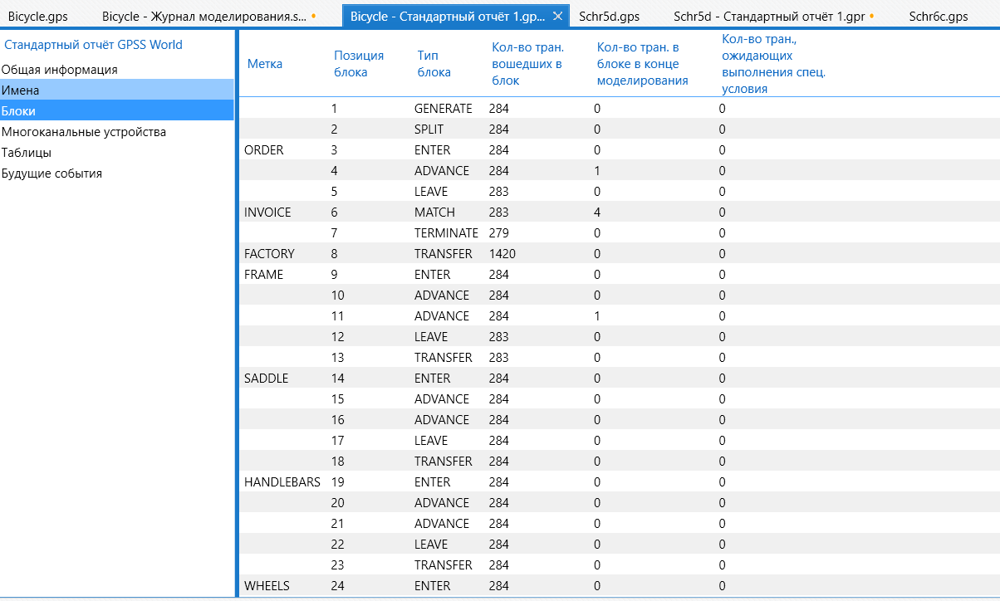 Bicycle.gps Bicycle - Журнал моделирования.s... Bicycle - Стандартный отчёт 1.gp... Schr5d.gps Schr5d - Стандартный отчёт 1.gpr Schr6c.gps
Стандартный отчёт GPSS World
Общая информация
Имена
Блоки
Многоканальные устройства
Таблицы
Будущие события
Метка
Позиция
блока
Тип
блока
Кол-во тран.
вошедших в
блок
Кол-во тран. в
блоке в конце
моделирования
Кол-во тран.,
ожидающих
выполнения спец.
условия
1 GENERATE 284 0 0
2 SPLIT 284 0 0
ORDER 3 ENTER 284 0 0
4 ADVANCE 284 1 0
5 LEAVE 283 0 0
INVOICE 6 MATCH 283 4 0
7 TERMINATE 279 0 0
FACTORY 8 TRANSFER 1420 0 0
FRAME 9 ENTER 284 0 0
10 ADVANCE 284 0 0
11 ADVANCE 284 1 0
12 LEAVE 283 0 0
13 TRANSFER 283 0 0
SADDLE 14 ENTER 284 0 0
15 ADVANCE 284 0 0
16 ADVANCE 284 0 0
17 LEAVE 284 0 0
18 TRANSFER 284 0 0
HANDLEBARS 19 ENTER 284 0 0
20 ADVANCE 284 0 0
21 ADVANCE 284 0 0
22 LEAVE 284 0 0
23 TRANSFER 284 0 0
WHEELS 24 ENTER 284 0 0